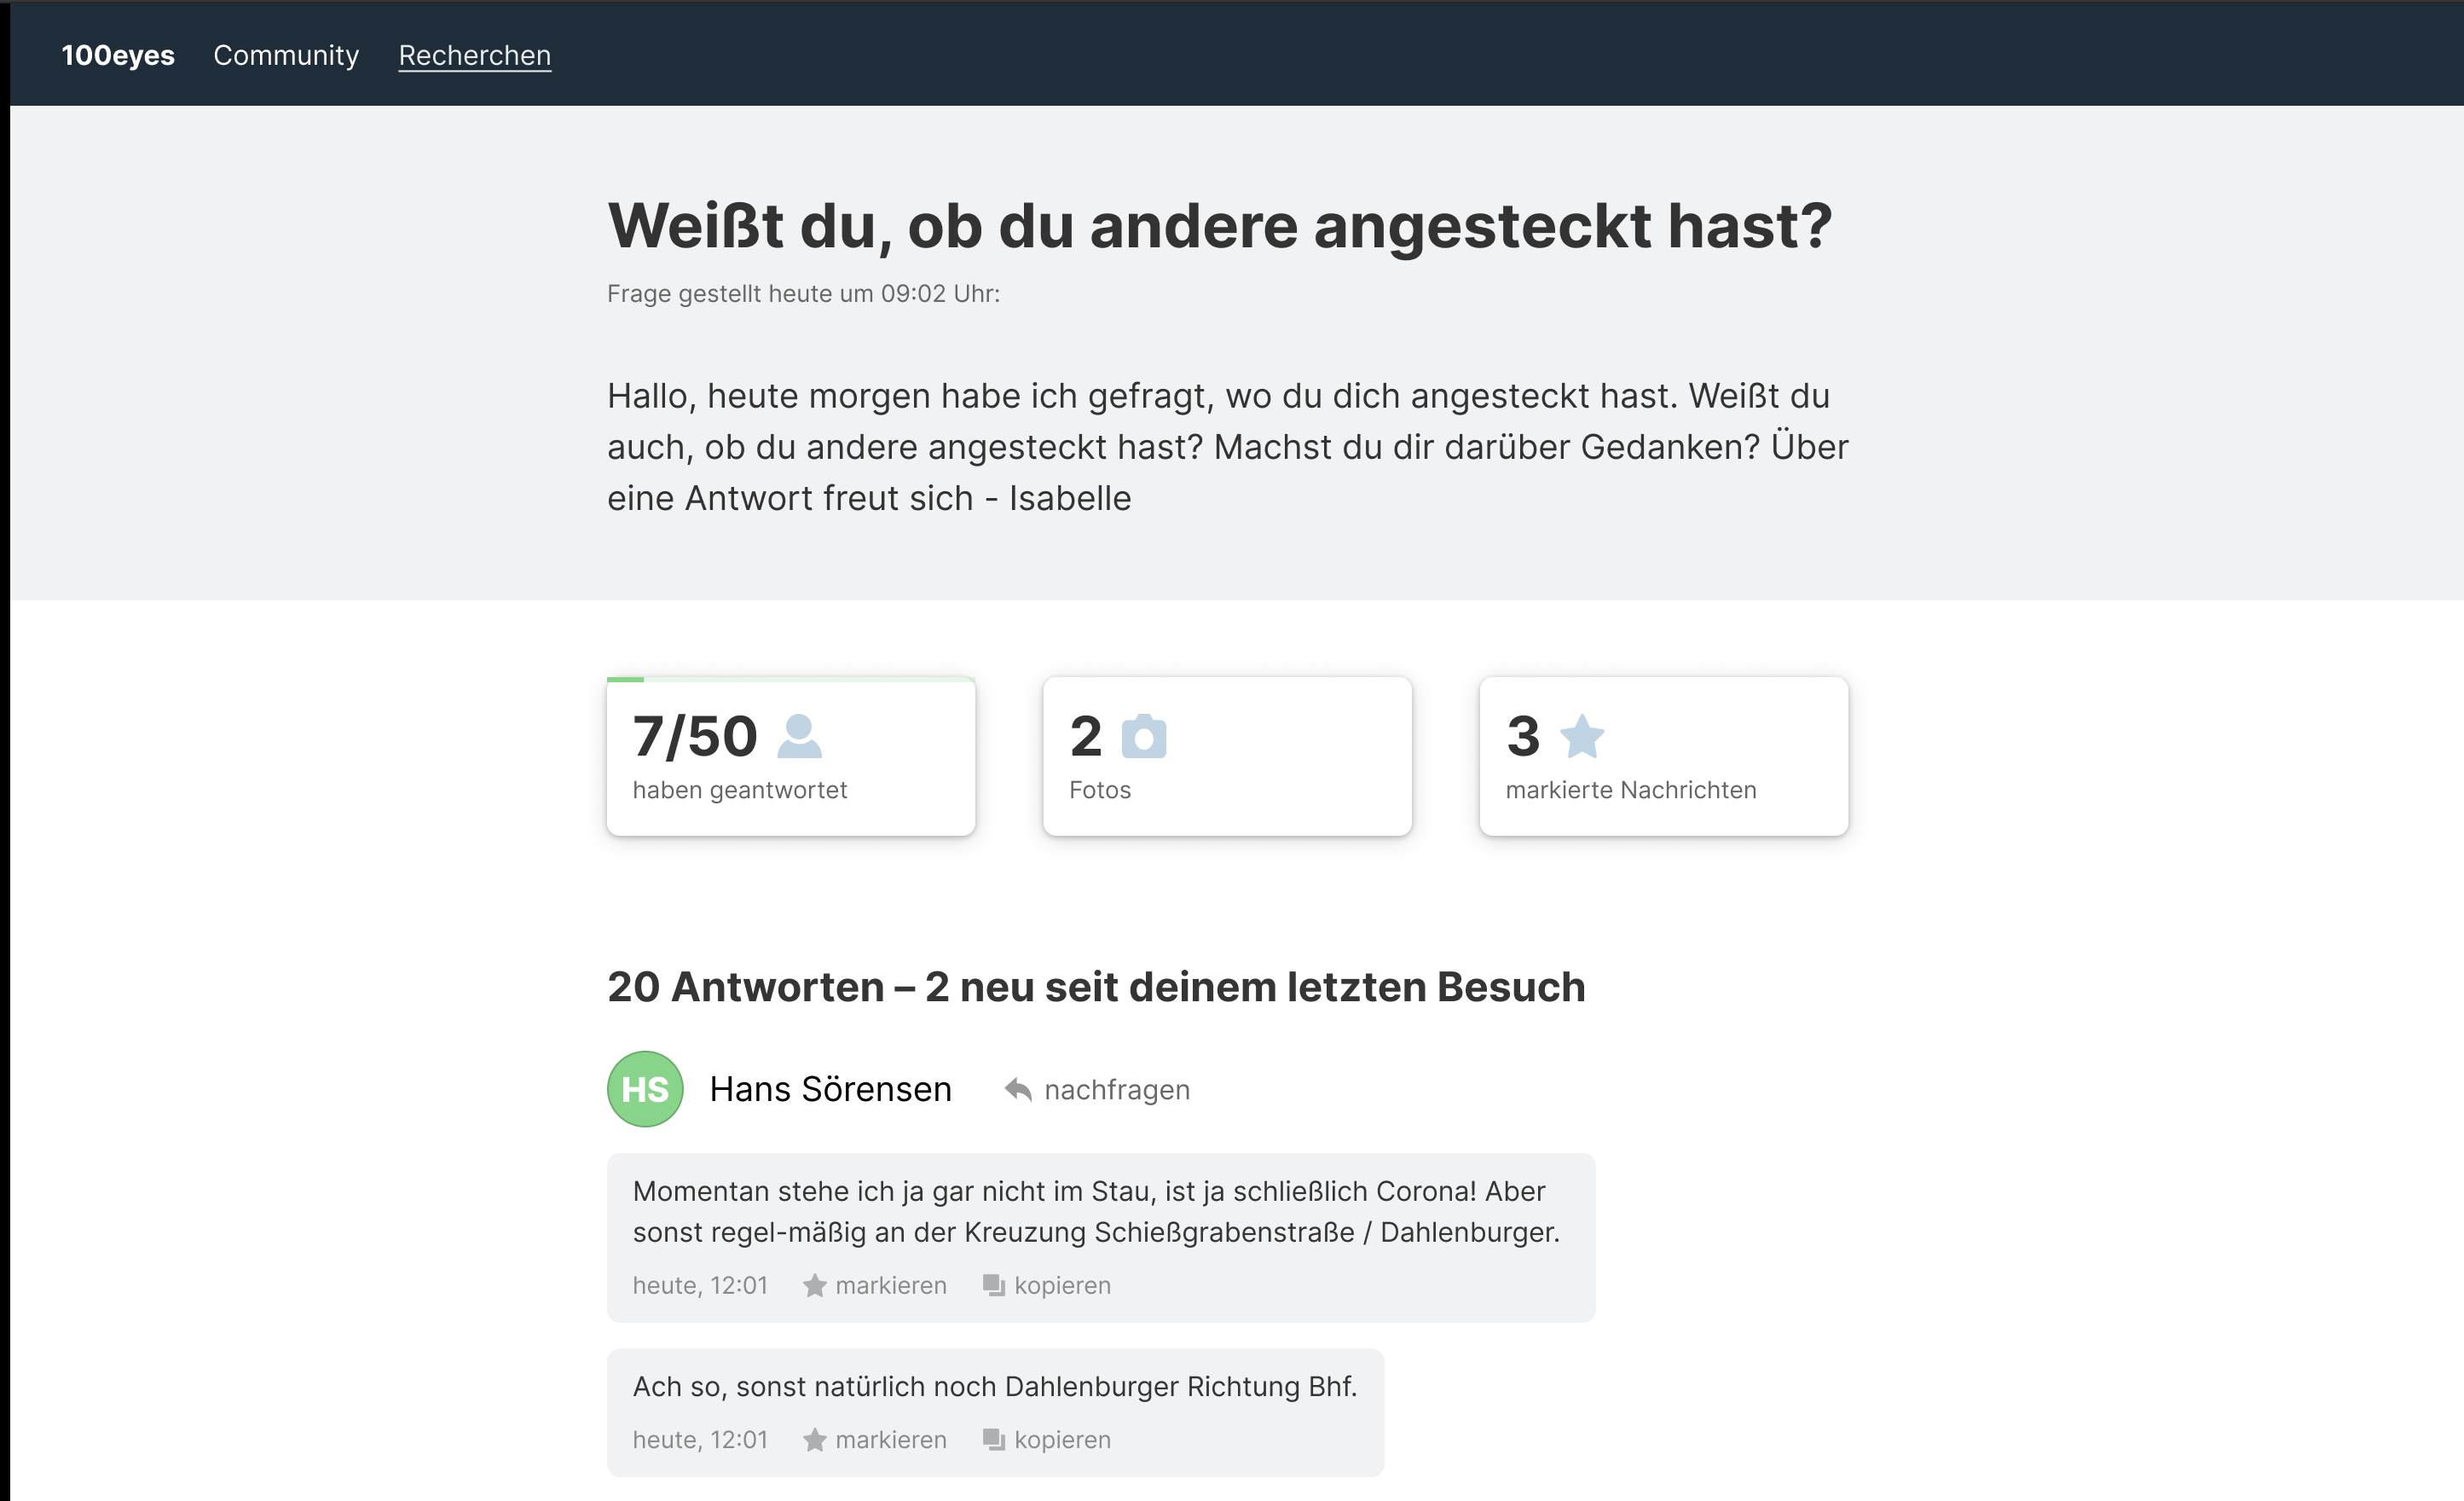 100eyes Community Recherchen
Weißt du, ob du andere angesteckt hast?
Frage gestellt heute um 09:02 Uhr:
Hallo, heute morgen habe ich gefragt, wo du dich angesteckt hast. Weißt du
auch, ob du andere angesteckt hast? Machst du dir darüber Gedanken? Über
eine Antwort freut sich - Isabelle
7/50
haben geantwortet
2
Fotos
3
markierte Nachrichten
20 Antworten – 2 neu seit deinem letzten Besuch
HS Hans Sörensen nachfragen
Momentan stehe ich ja gar nicht im Stau, ist ja schließlich Corona! Aber
sonst regel-mäßig an der Kreuzung Schießgrabenstraße / Dahlenburger.
heute, 12:01 markieren kopieren
Ach so, sonst natürlich noch Dahlenburger Richtung Bhf.
heute, 12:01 markieren kopieren